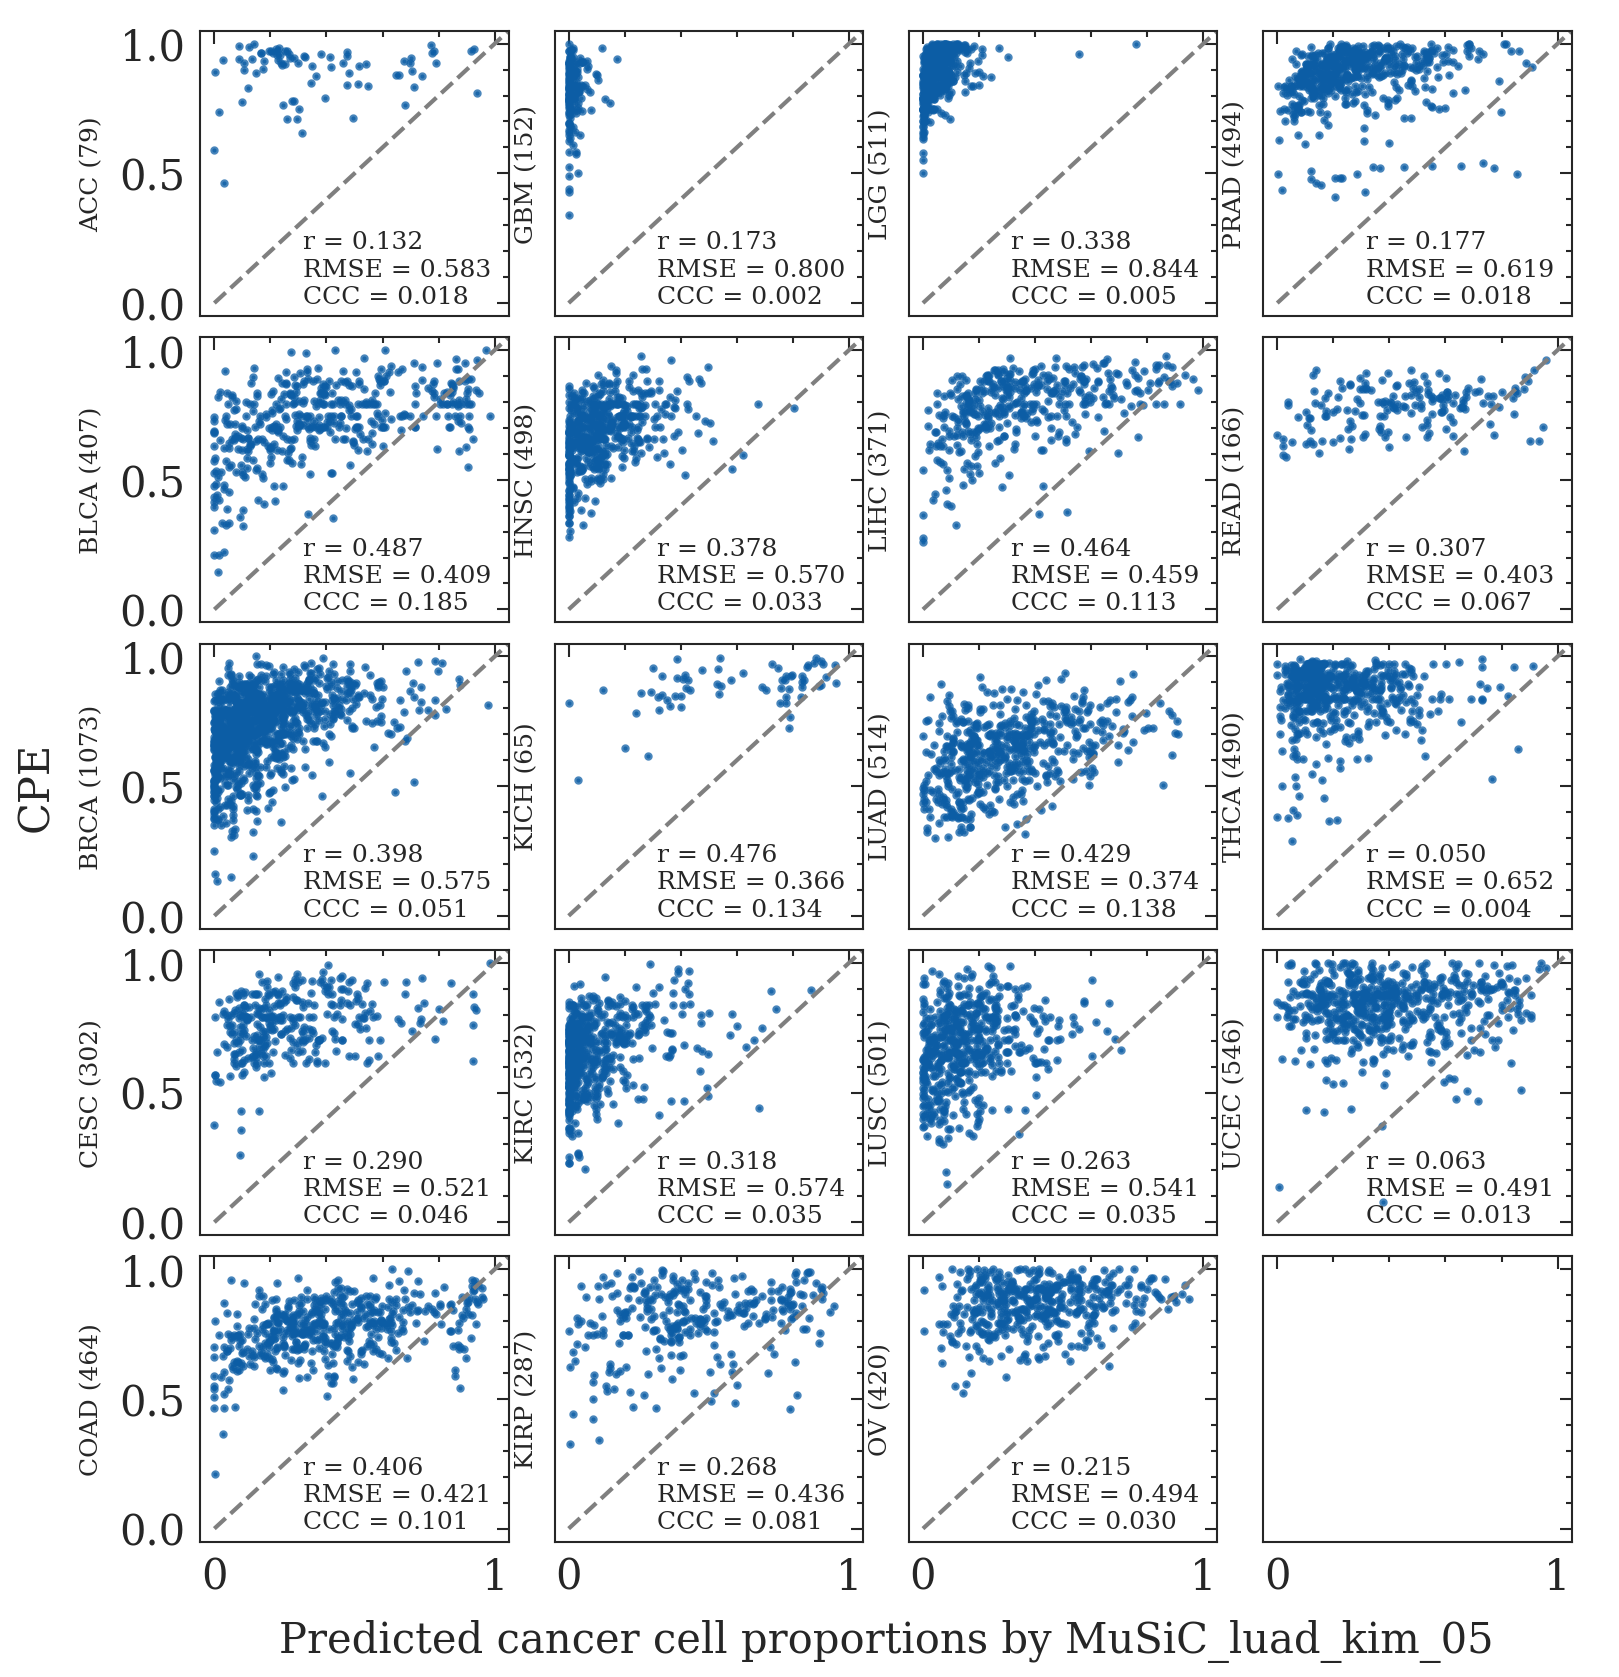 1.0
0.5
0.0
ACC (79)
r = 0.132
RMSE = 0.583
CCC = 0.018
GBM (152)
r = 0.173
RMSE = 0.800
CCC = 0.002
LGG (511)
r = 0.338
RMSE = 0.844
CCC = 0.005
PRAD (494)
r = 0.177
RMSE = 0.619
CCC = 0.018
1.0
0.5
0.0
BLCA (407)
r = 0.487
RMSE = 0.409
CCC = 0.185
HNSC (498)
r = 0.378
RMSE = 0.570
CCC = 0.033
LIHC (371)
r = 0.464
RMSE = 0.459
CCC = 0.113
READ (166)
r = 0.307
RMSE = 0.403
CCC = 0.067
CPE
1.0
0.5
0.0
BRCA (1073)
r = 0.398
RMSE = 0.575
CCC = 0.051
KICH (65)
r = 0.476
RMSE = 0.366
CCC = 0.134
LUAD (514)
r = 0.429
RMSE = 0.374
CCC = 0.138
THCA (490)
r = 0.050
RMSE = 0.652
CCC = 0.004
1.0
0.5
0.0
CESC (302)
r = 0.290
RMSE = 0.521
CCC = 0.046
KIRC (532)
r = 0.318
RMSE = 0.574
CCC = 0.035
LUSC (501)
r = 0.263
RMSE = 0.541
CCC = 0.035
UCEC (546)
r = 0.063
RMSE = 0.491
CCC = 0.013
1.0
0.5
0.0
COAD (464)
r = 0.406
RMSE = 0.421
CCC = 0.101
KIRP (287)
r = 0.268
RMSE = 0.436
CCC = 0.081
OV (420)
r = 0.215
RMSE = 0.494
CCC = 0.030
0 1 0 1 0 1 0 1
Predicted cancer cell proportions by MuSiC_luad_kim_05